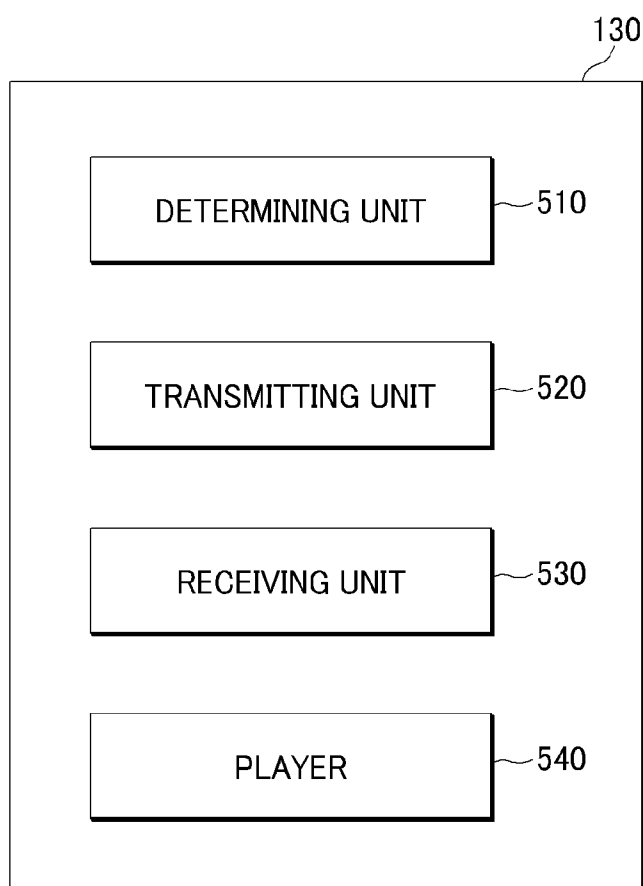 130
DETERMINING UNIT 510
TRANSMITTING UNIT 520
RECEIVING UNIT 530
PLAYER 540